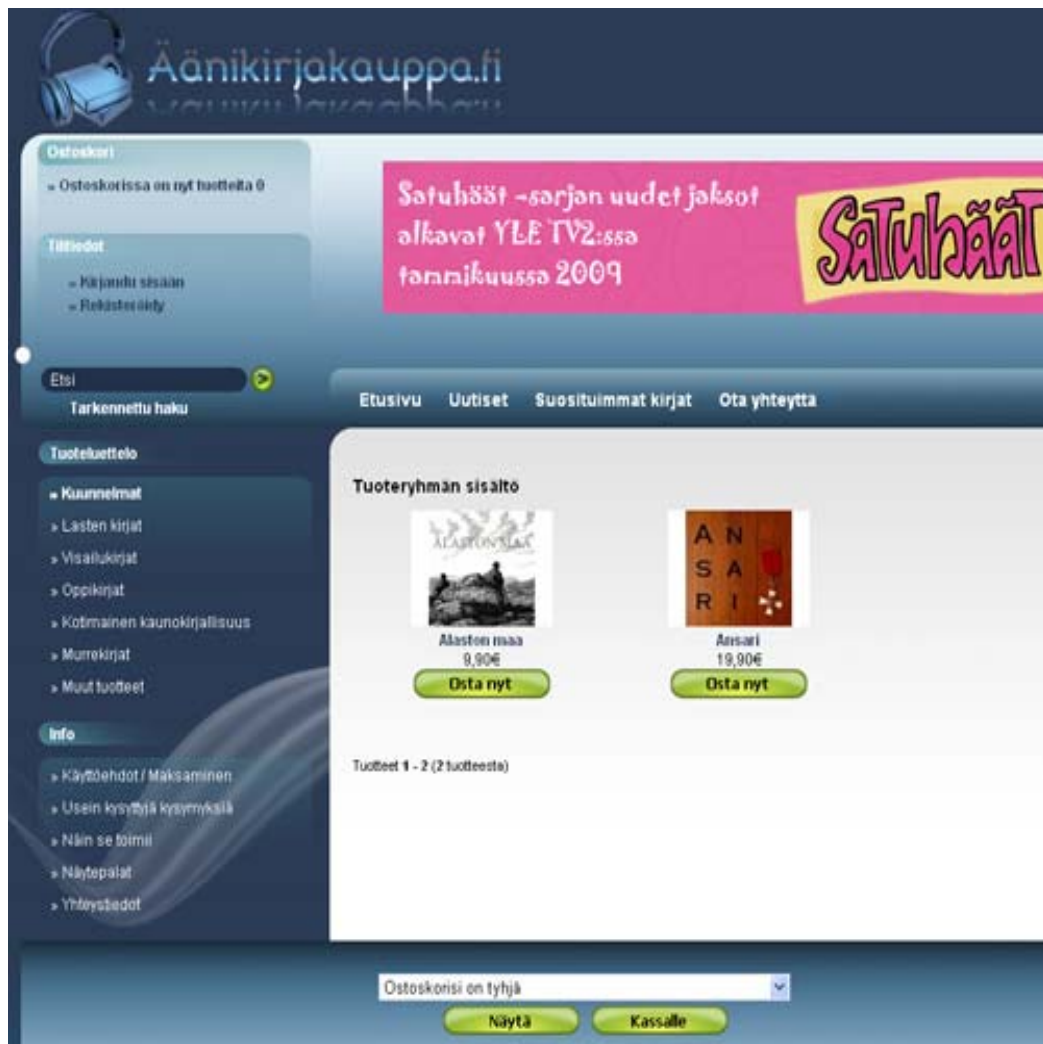 Äänikirjakauppa.fi
Ostoskori
» Ostoskorissa on nyt tuotteita 0
Tilitiedot
» Kirjaudu sisään
» Rekisteröidy
Etsi
Tarkennettu haku
Satuhäät -sarjan uudet jaksot
alkavat YLE TV2:ssa
tammikuussa 2009
SATUHÄÄT
Etusivu Uutiset Suosituimmat kirjat Ota yhteyttä
Tuoteluettelo
» Kuunnelmat
» Lasten kirjat
» Visailukirjat
» Oppikirjat
» Kotimainen kaunokirjallisuus
» Murrekirjat
» Muut tuotteet
Info
» Käyttöehdot / Maksaminen
» Usein kysyttyjä kysymyksiä
» Näin se toimii
» Näytepalat
» Yhteystiedot
Tuoteryhmän sisältö
ALASTON MAA
Alaston maa
9,90€
Osta nyt
A N
S A
R I
Ansari
19,90€
Osta nyt
Tuotteet 1 - 2 (2 tuotteesta)
Ostoskorisi on tyhjä
Näytä Kassalle